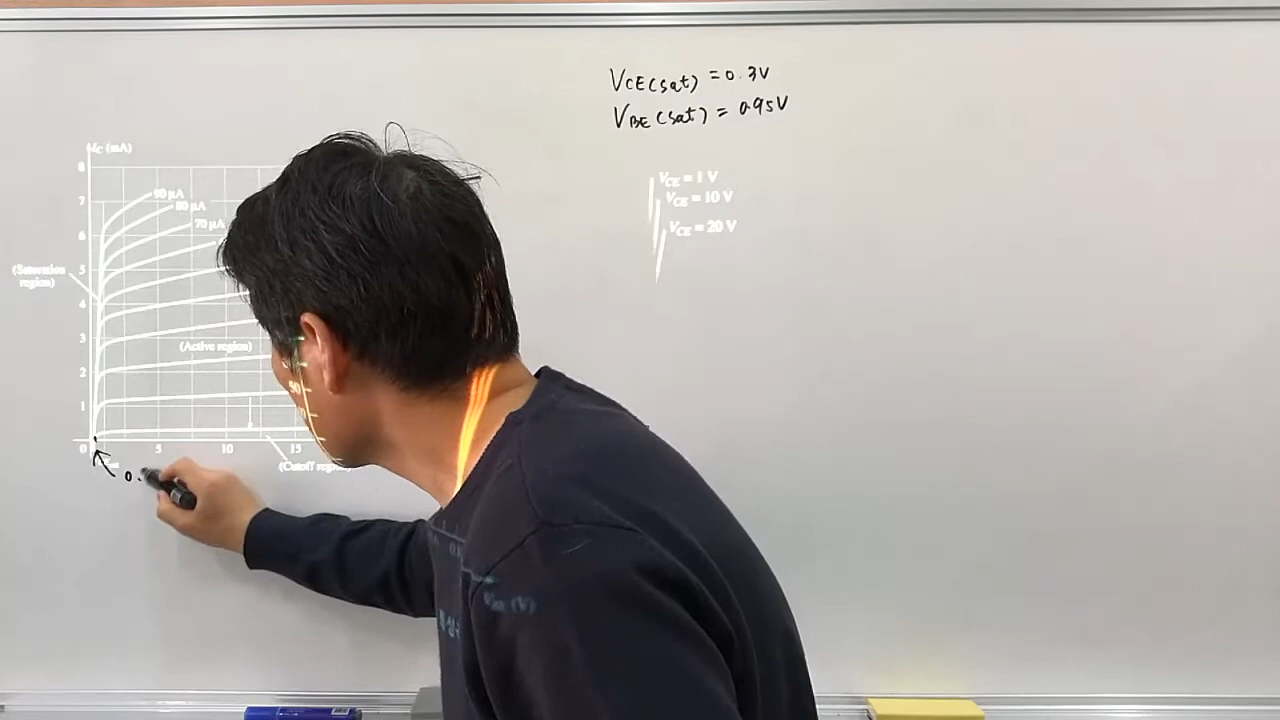 VCE(sat) = 0.3V
VBE(sat) = 0.95V
VCE = 1 V
VCE = 10 V
VCE = 20 V
IC (mA)
8
7
6
5
4
3
2
1
0
90 μA
80 μA
70 μA
(Saturation
region)
(Active region)
5
10
15
(Cutoff region)
50
0.
(V)